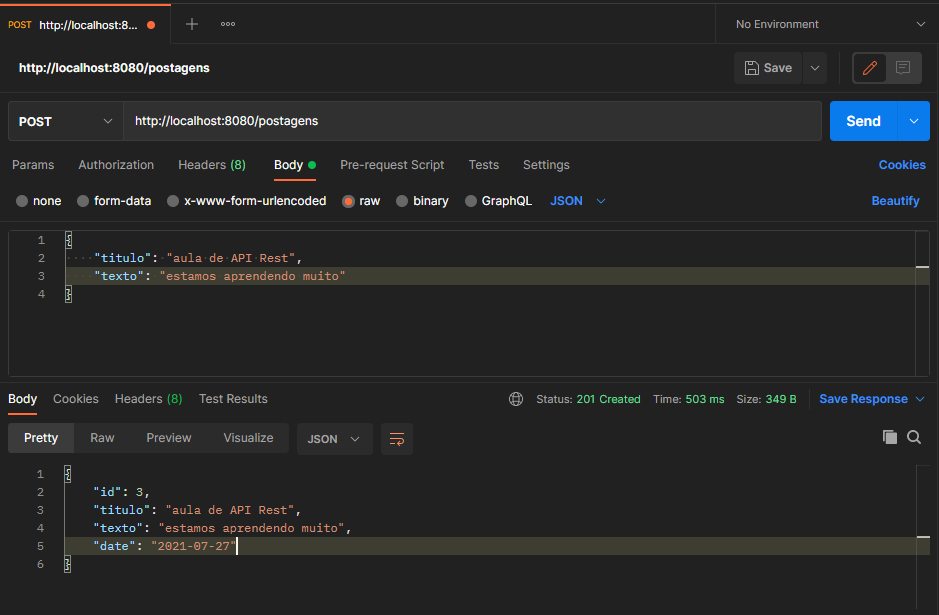 POST http://localhost:8... No Environment
http://localhost:8080/postagens Save
POST http://localhost:8080/postagens Send
Params Authorization Headers (8) Body Pre-request Script Tests Settings Cookies
none form-data x-www-form-urlencoded raw binary GraphQL JSON Beautify
1 {
2 "titulo": "aula de API Rest",
3 "texto": "estamos aprendendo muito"
4 }
Body Cookies Headers (8) Test Results Status: 201 Created Time: 503 ms Size: 349 B Save Response
Pretty Raw Preview Visualize JSON
1 {
2 "id": 3,
3 "titulo": "aula de API Rest",
4 "texto": "estamos aprendendo muito",
5 "date": "2021-07-27"
6 }